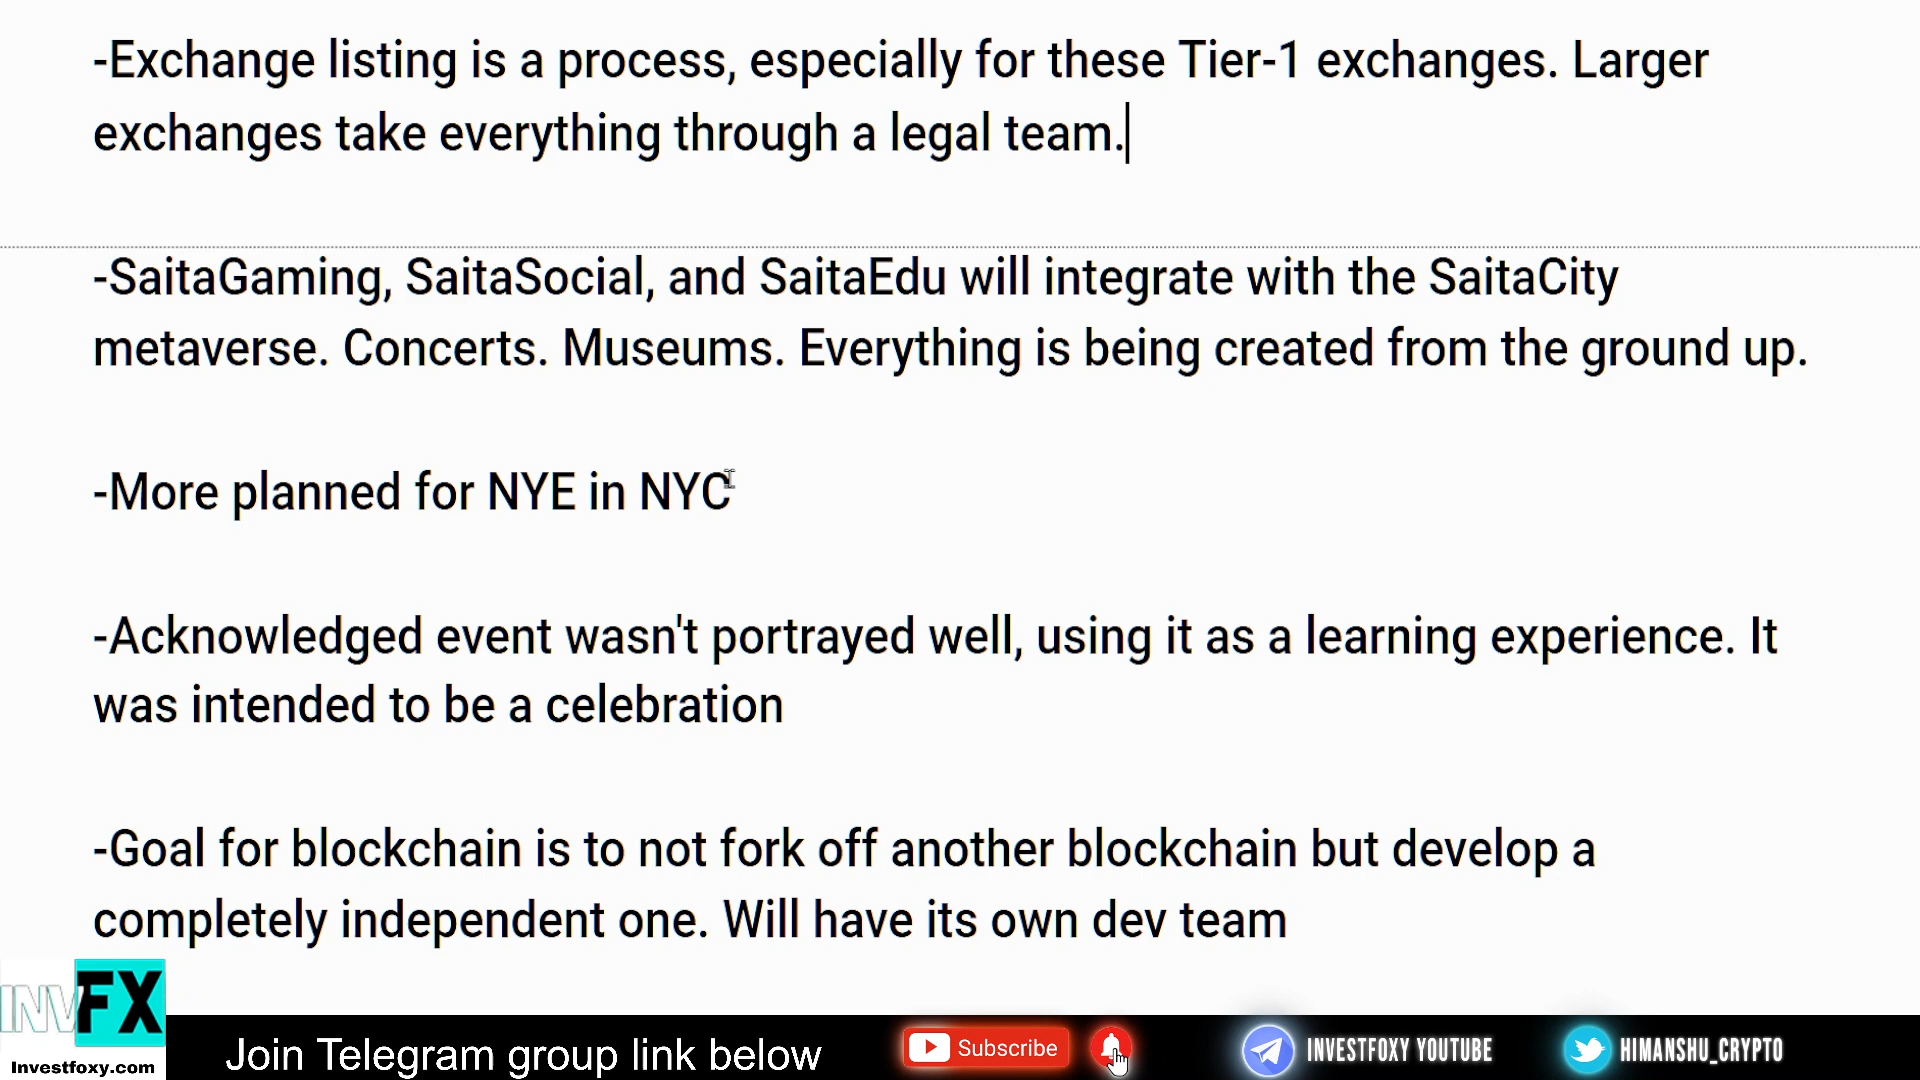 -Exchange listing is a process, especially for these Tier-1 exchanges. Larger
exchanges take everything through a legal team.
-SaitaGaming, SaitaSocial, and SaitaEdu will integrate with the SaitaCity
metaverse. Concerts. Museums. Everything is being created from the ground up.
-More planned for NYE in NYC
-Acknowledged event wasn't portrayed well, using it as a learning experience. It
was intended to be a celebration
-Goal for blockchain is to not fork off another blockchain but develop a
completely independent one. Will have its own dev team
INVFX
Investfoxy.com
Join Telegram group link below
Subscribe
INVESTFOXY YOUTUBE
HIMANSHU_CRYPTO